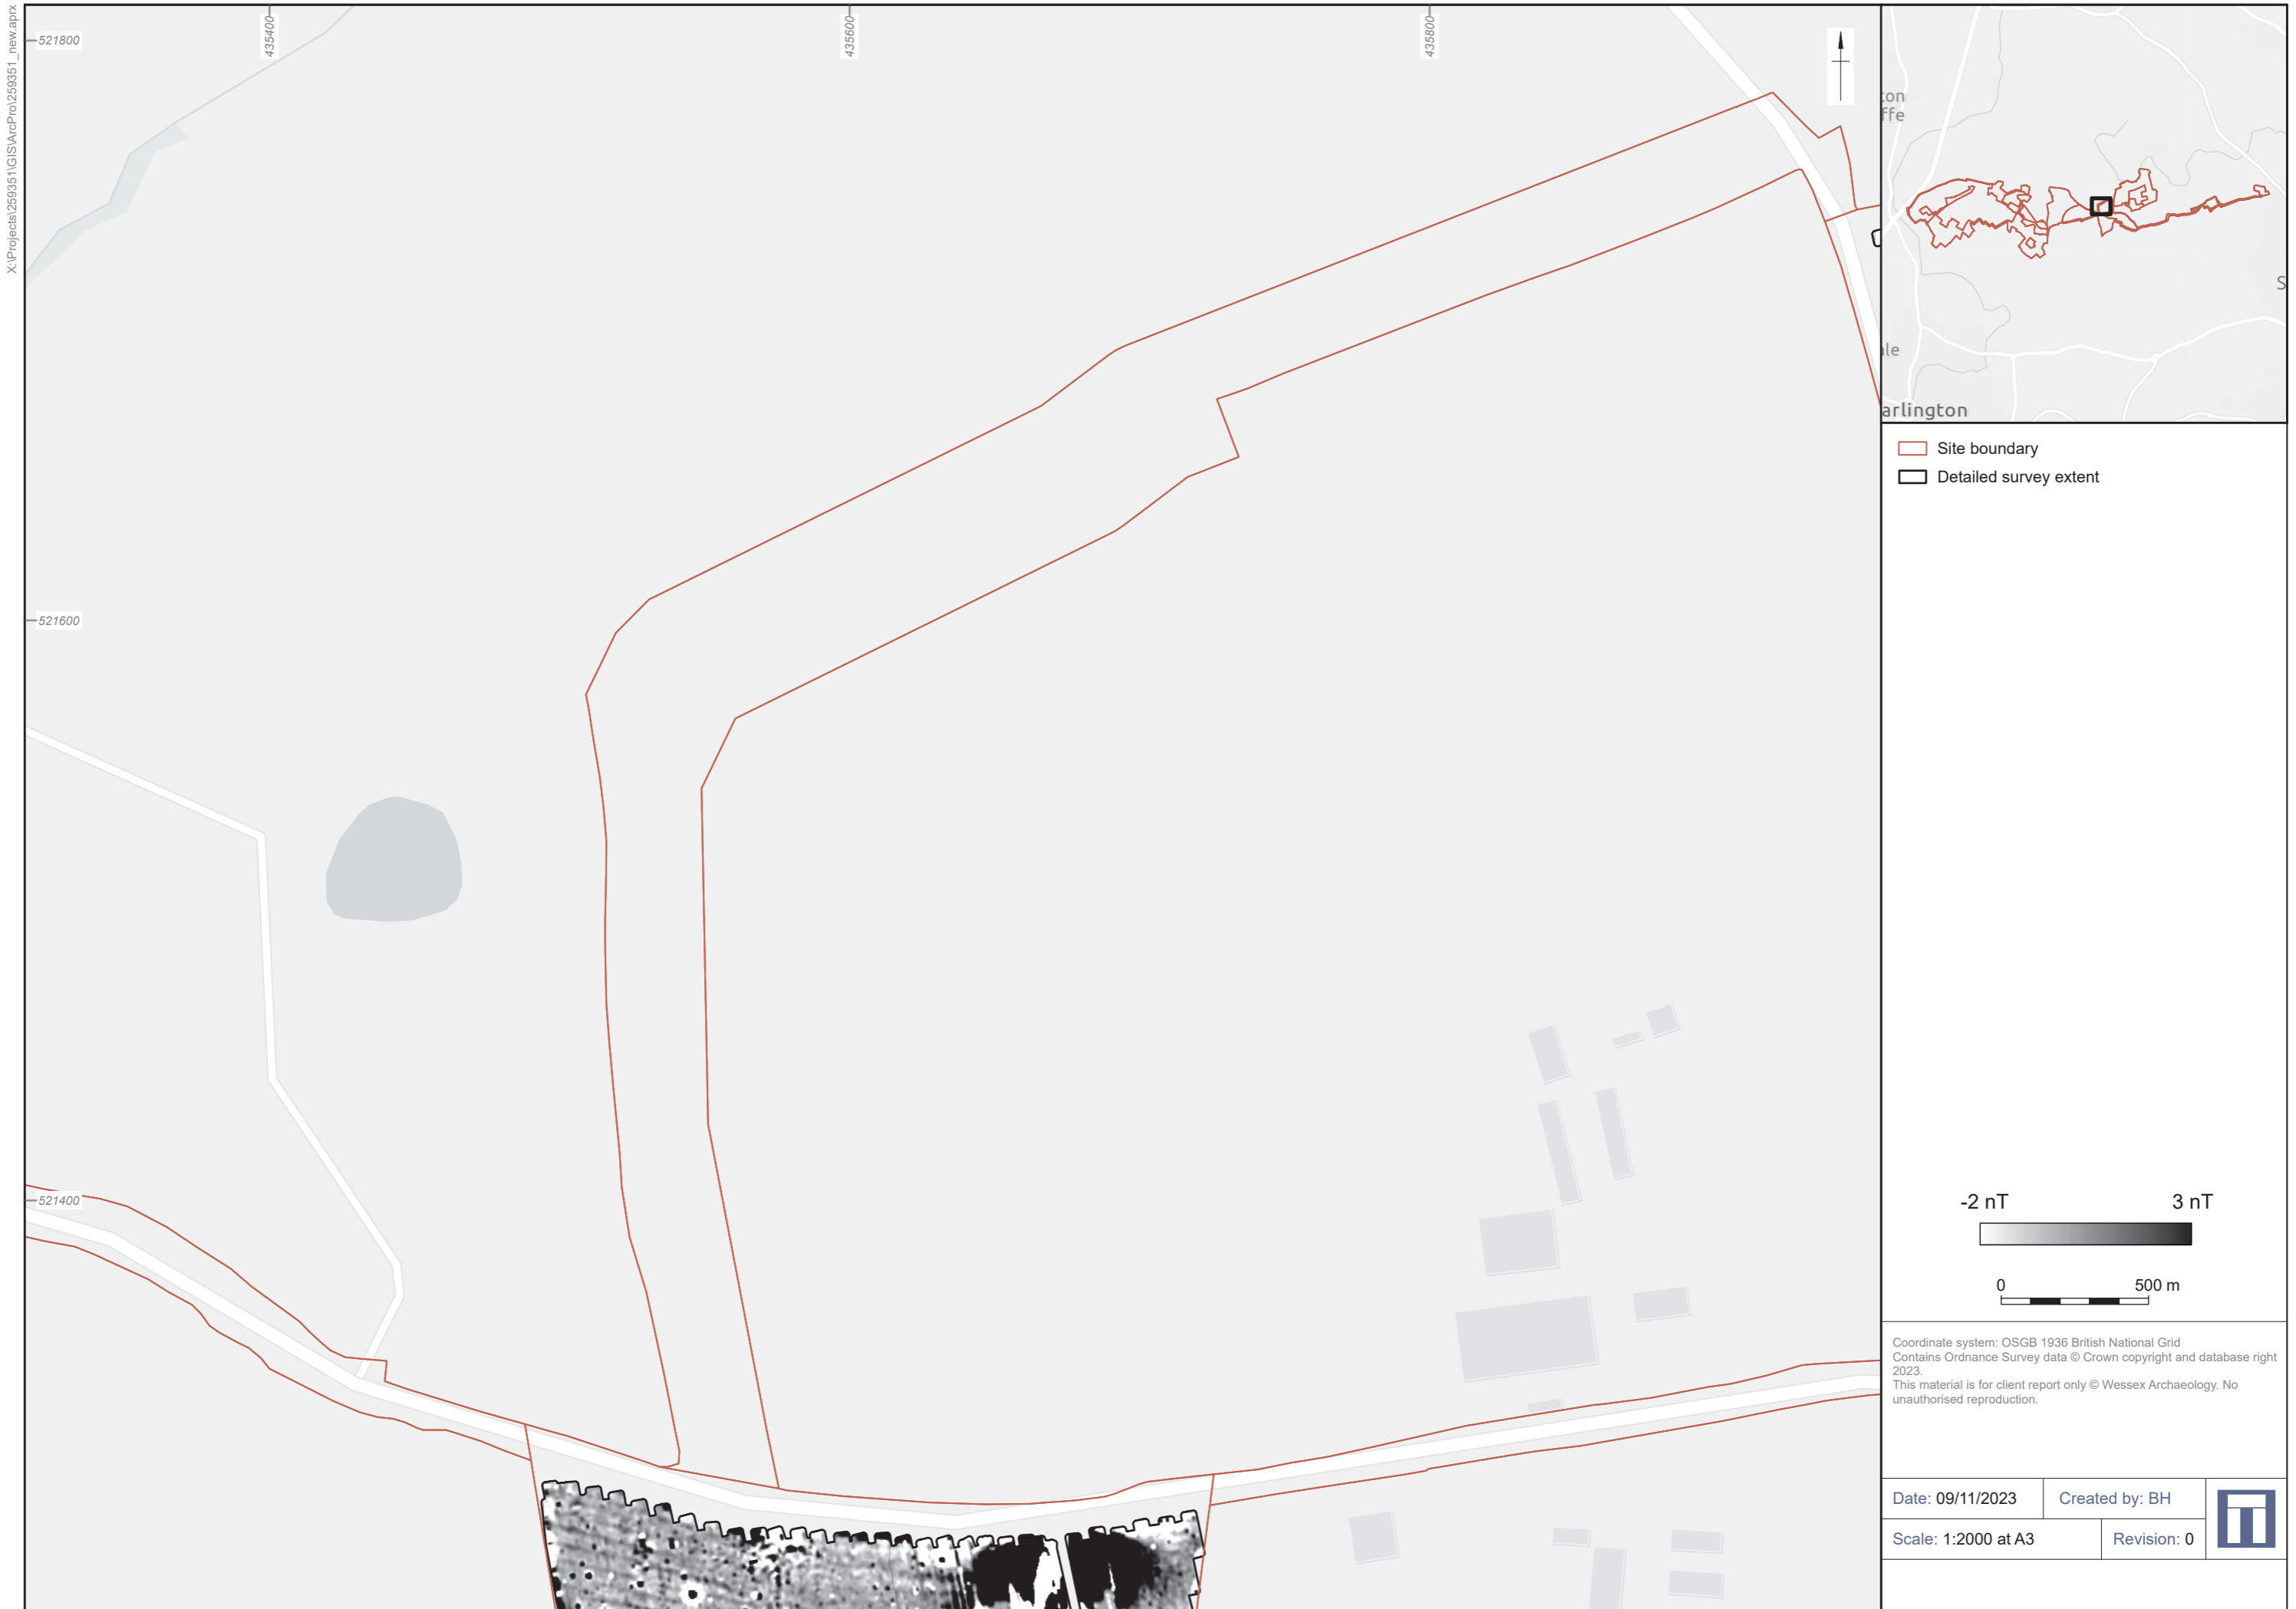 X:\Projects\259351\GIS\ArcPro\259351_new.aprx
521800
435400
435600
435800
521600
521400
ton
ffe
S
ale
arlington
Site boundary
Detailed survey extent
-2 nT
3 nT
0
500 m
Coordinate system: OSGB 1936 British National Grid
Contains Ordnance Survey data © Crown copyright and database right
2023.
This material is for client report only © Wessex Archaeology. No
unauthorised reproduction.
Date: 09/11/2023
Created by: BH
Scale: 1:2000 at A3
Revision: 0